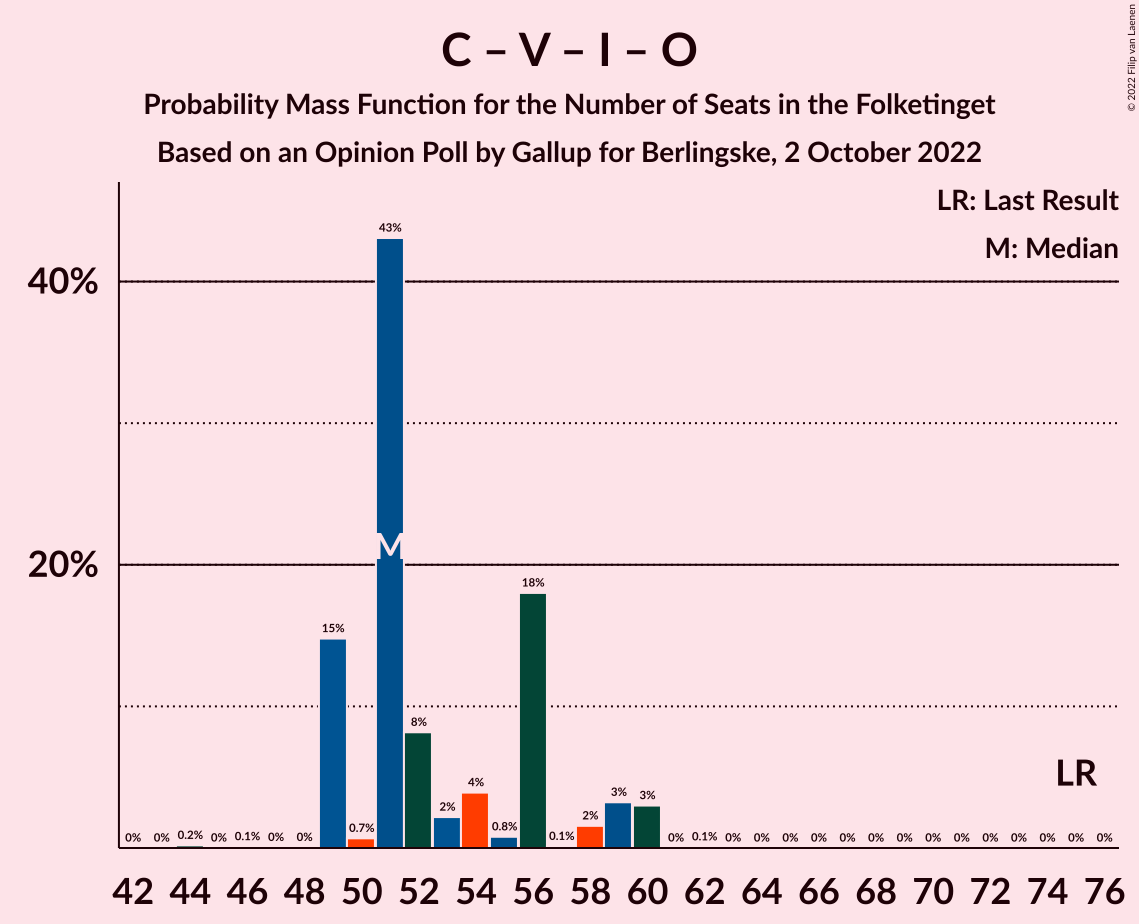 C – V – I – O
Probability Mass Function for the Number of Seats in the Folketinget
Based on an Opinion Poll by Gallup for Berlingske, 2 October 2022
© 2022 Filip van Laenen
LR: Last Result
M: Median
40%
20%
0% 0% 0.2% 0% 0.1% 0% 0% 15% 0.7% 43% 8% 2% 4% 0.8% 18% 0.1% 2% 3% 3% 0% 0.1% 0% 0% 0% 0% 0% 0% 0% 0% 0% 0% 0% 0% 0% 0%
M
LR
42 44 46 48 50 52 54 56 58 60 62 64 66 68 70 72 74 76